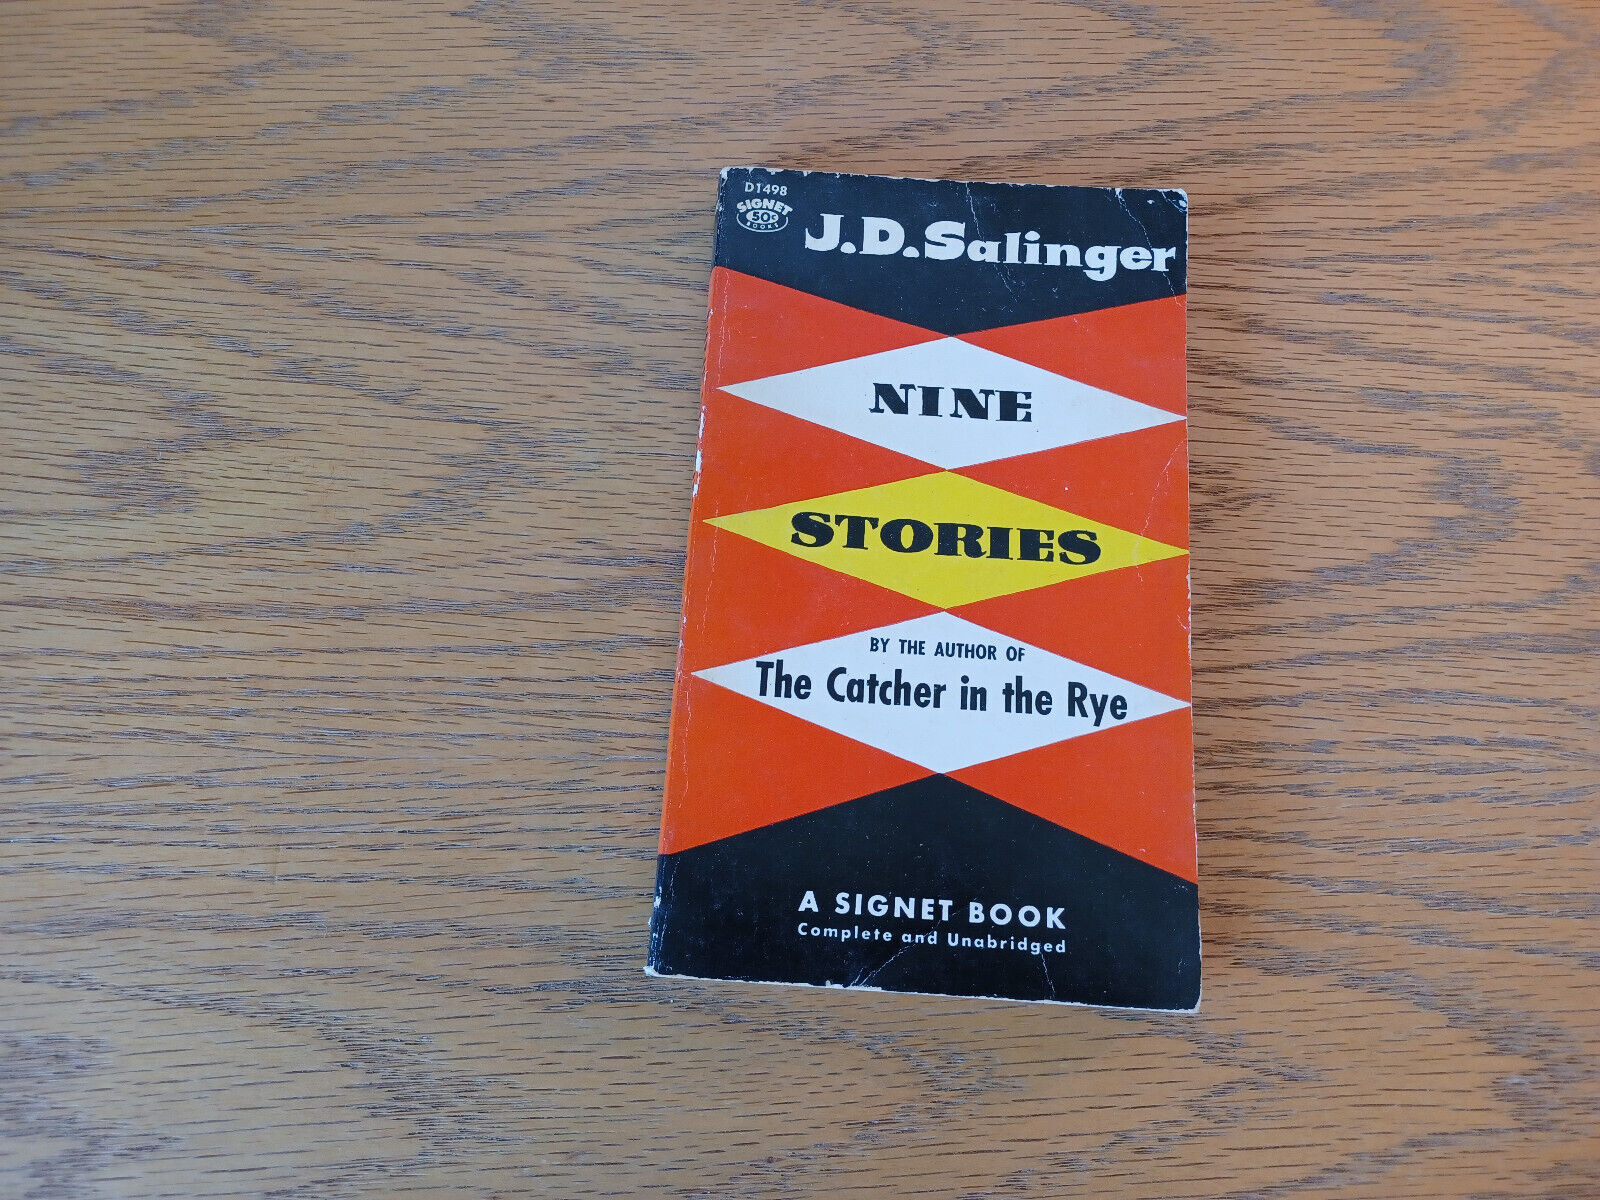 D1498
SIGNET
50¢
BOOKS
J.D.Salinger
NINE
STORIES
BY THE AUTHOR OF
The Catcher in the Rye
A SIGNET BOOK
Complete and Unabridged